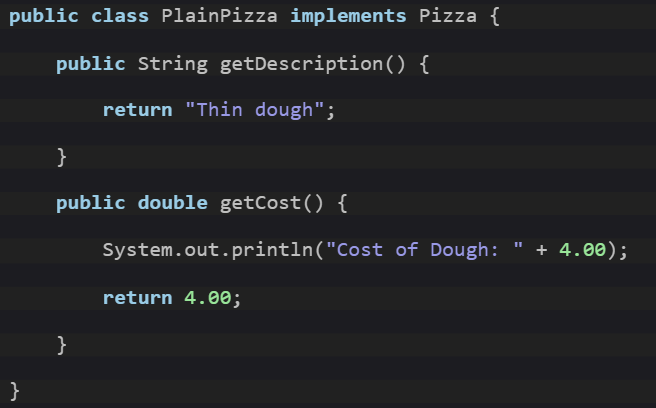 public class PlainPizza implements Pizza {
    public String getDescription() {
        return "Thin dough";
    }
    public double getCost() {
        System.out.println("Cost of Dough: " + 4.00);
        return 4.00;
    }
}